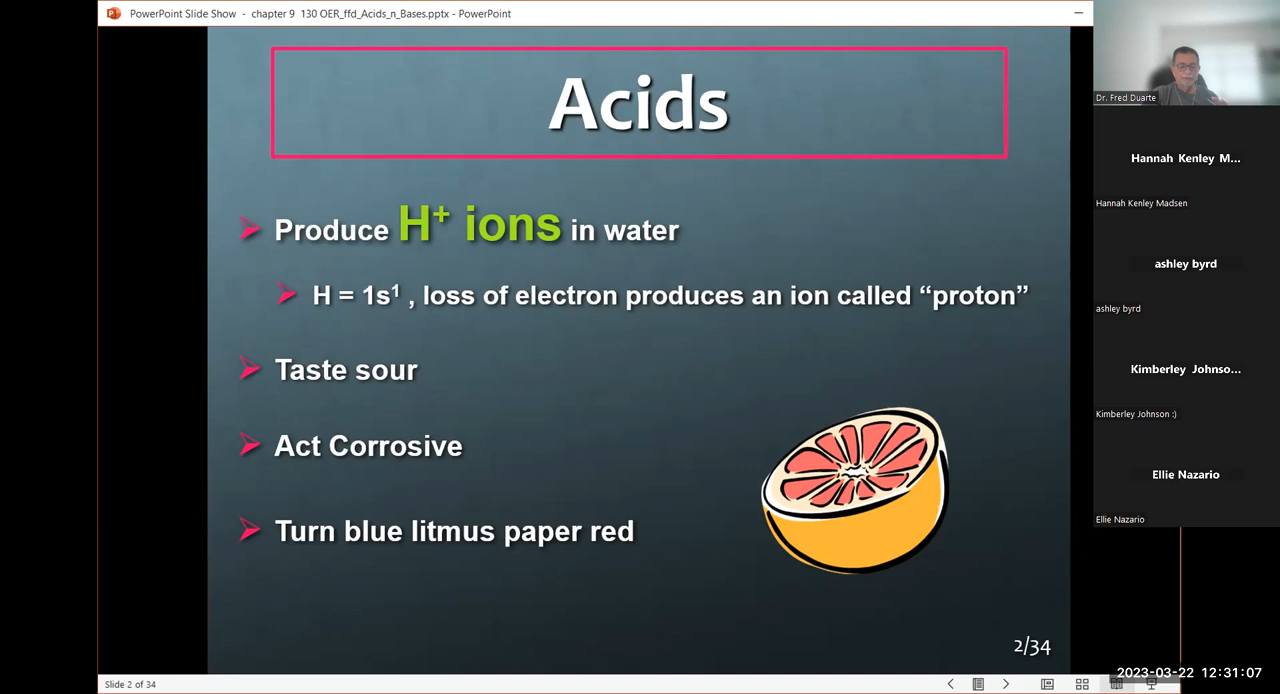 PowerPoint Slide Show - chapter 9 130 OER_ffd_Acids_n_Bases.pptx - PowerPoint
Acids
Produce H⁺ ions in water
H = 1s¹ , loss of electron produces an ion called “proton”
Taste sour
Act Corrosive
Turn blue litmus paper red
2/34
Slide 2 of 34
Dr. Fred Duarte
Hannah Kenley M...
Hannah Kenley Madsen
ashley byrd
ashley byrd
Kimberley Johnso...
Kimberley Johnson :)
Ellie Nazario
Ellie Nazario
2023-03-22 12:31:07